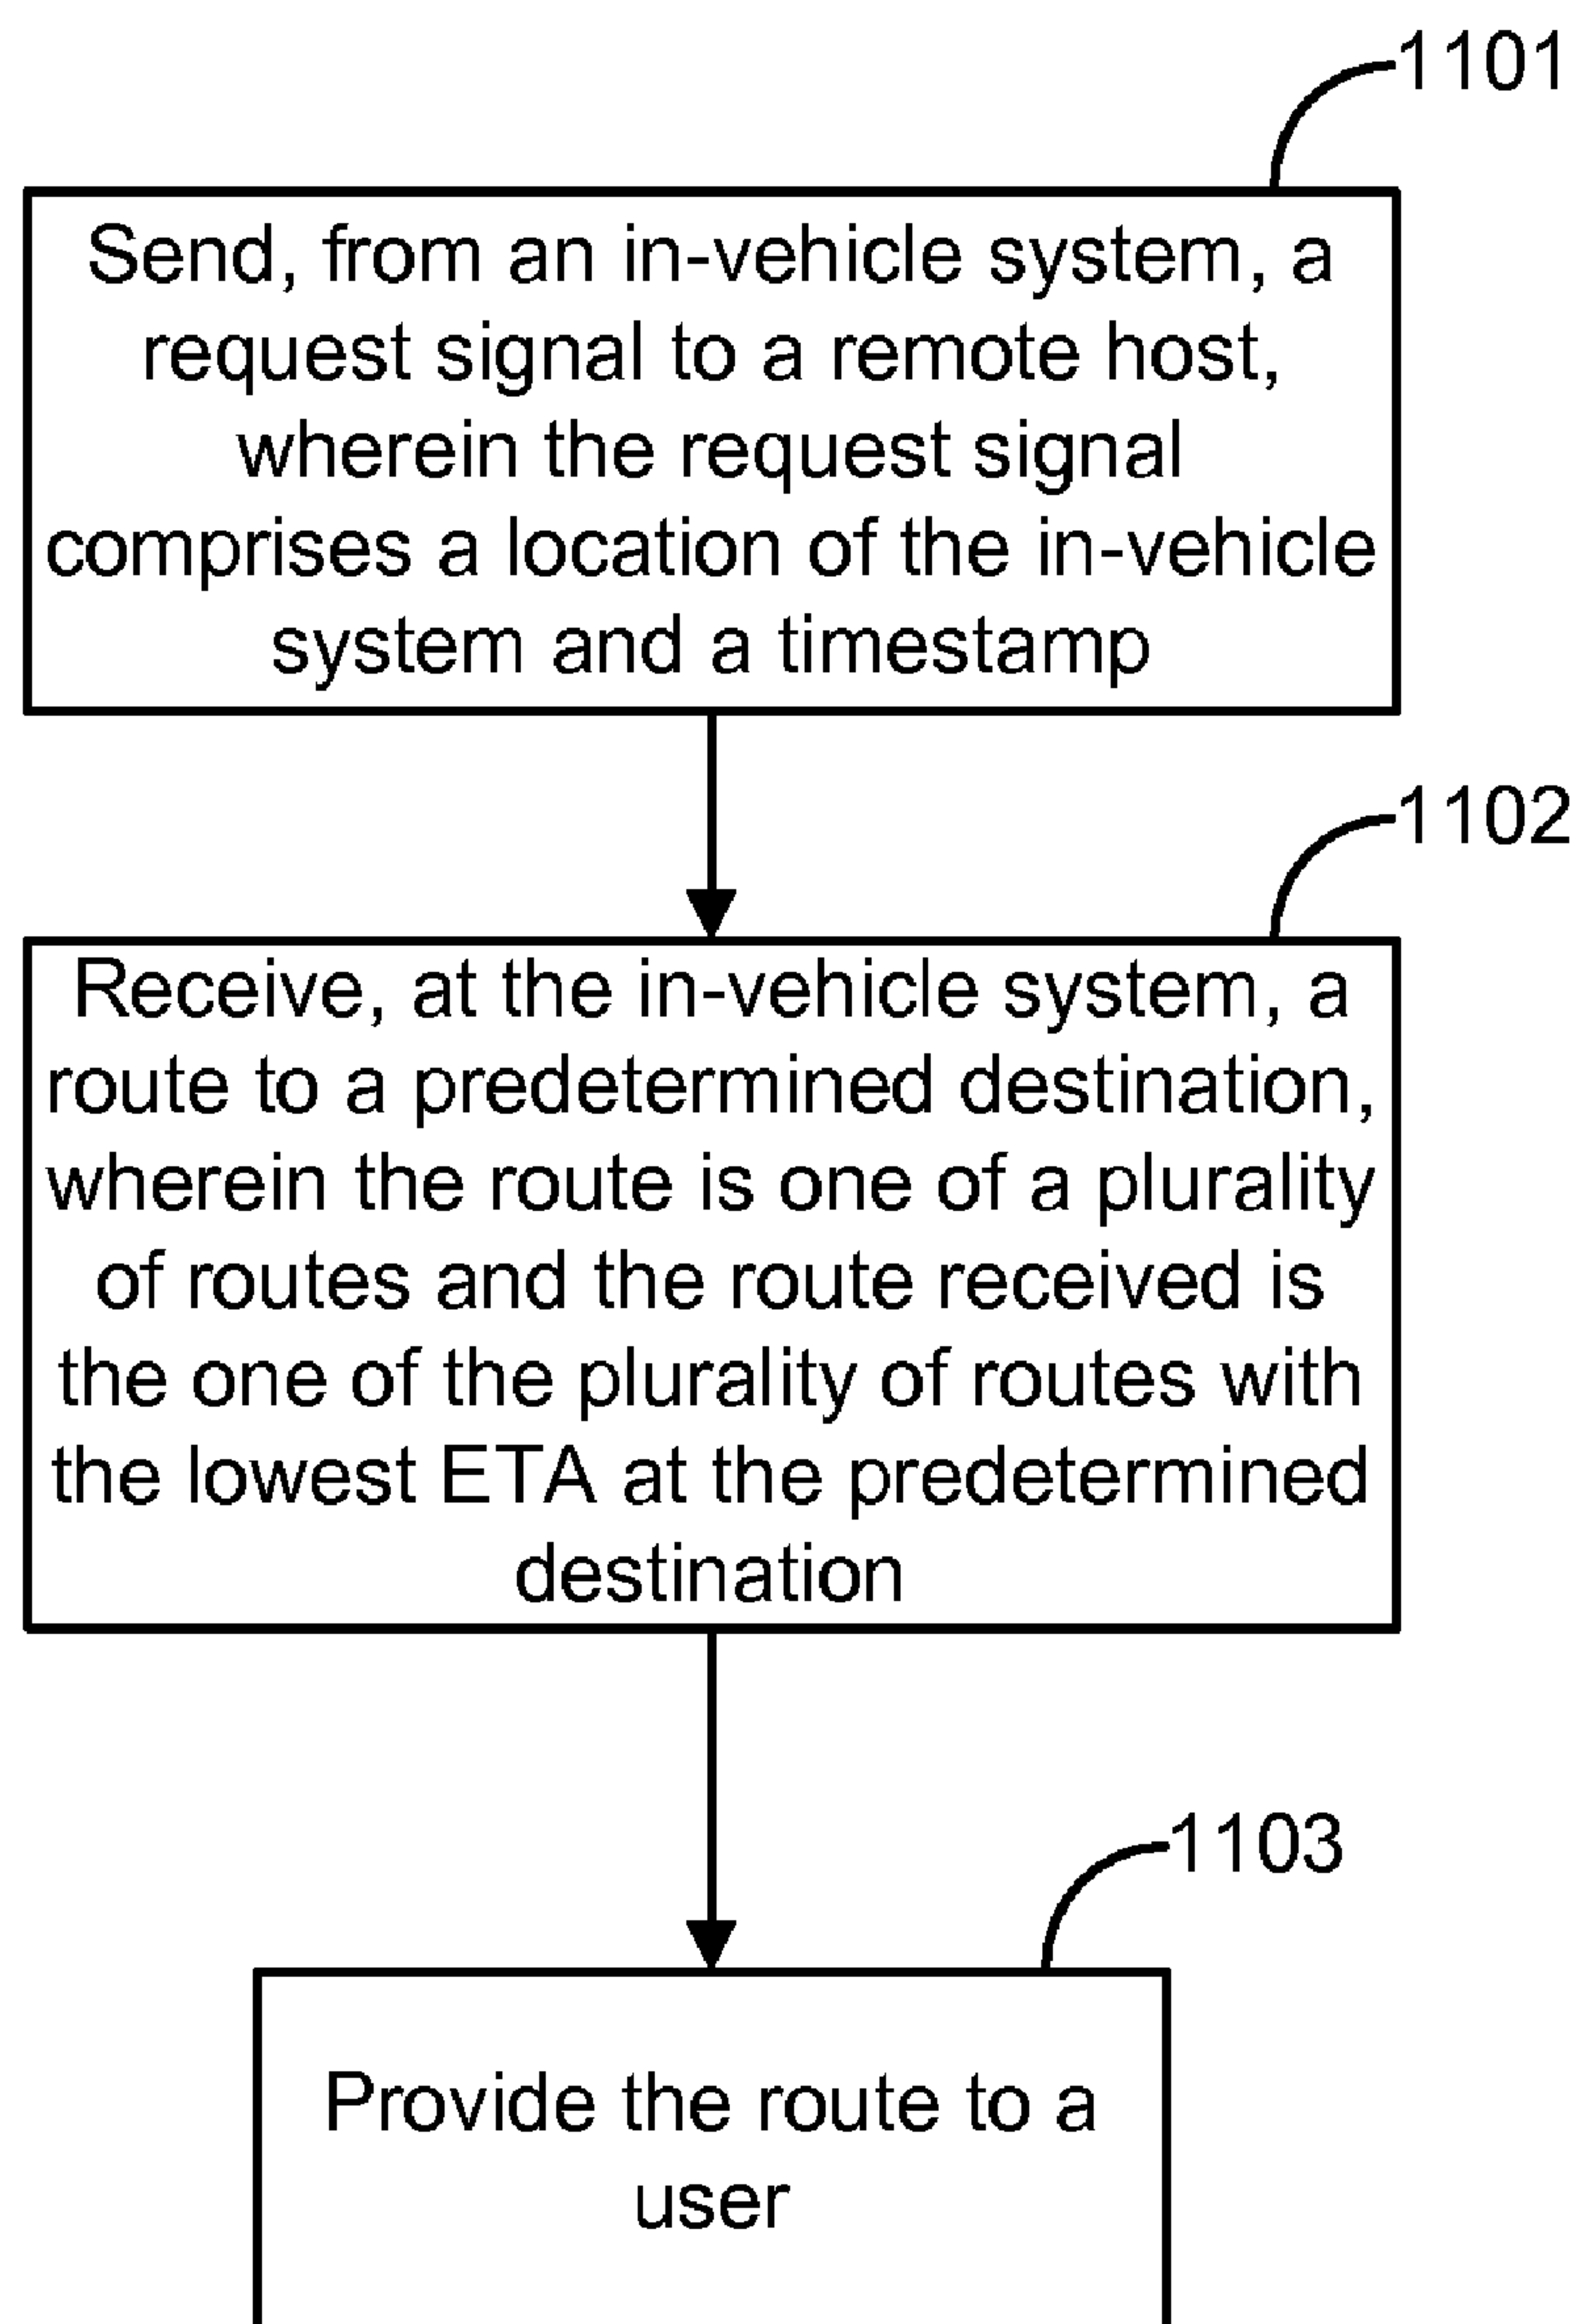 1101
Send, from an in-vehicle system, a
request signal to a remote host,
wherein the request signal
comprises a location of the in-vehicle
system and a timestamp
1102
Receive, at the in-vehicle system, a
route to a predetermined destination,
wherein the route is one of a plurality
of routes and the route received is
the one of the plurality of routes with
the lowest ETA at the predetermined
destination
1103
Provide the route to a
user